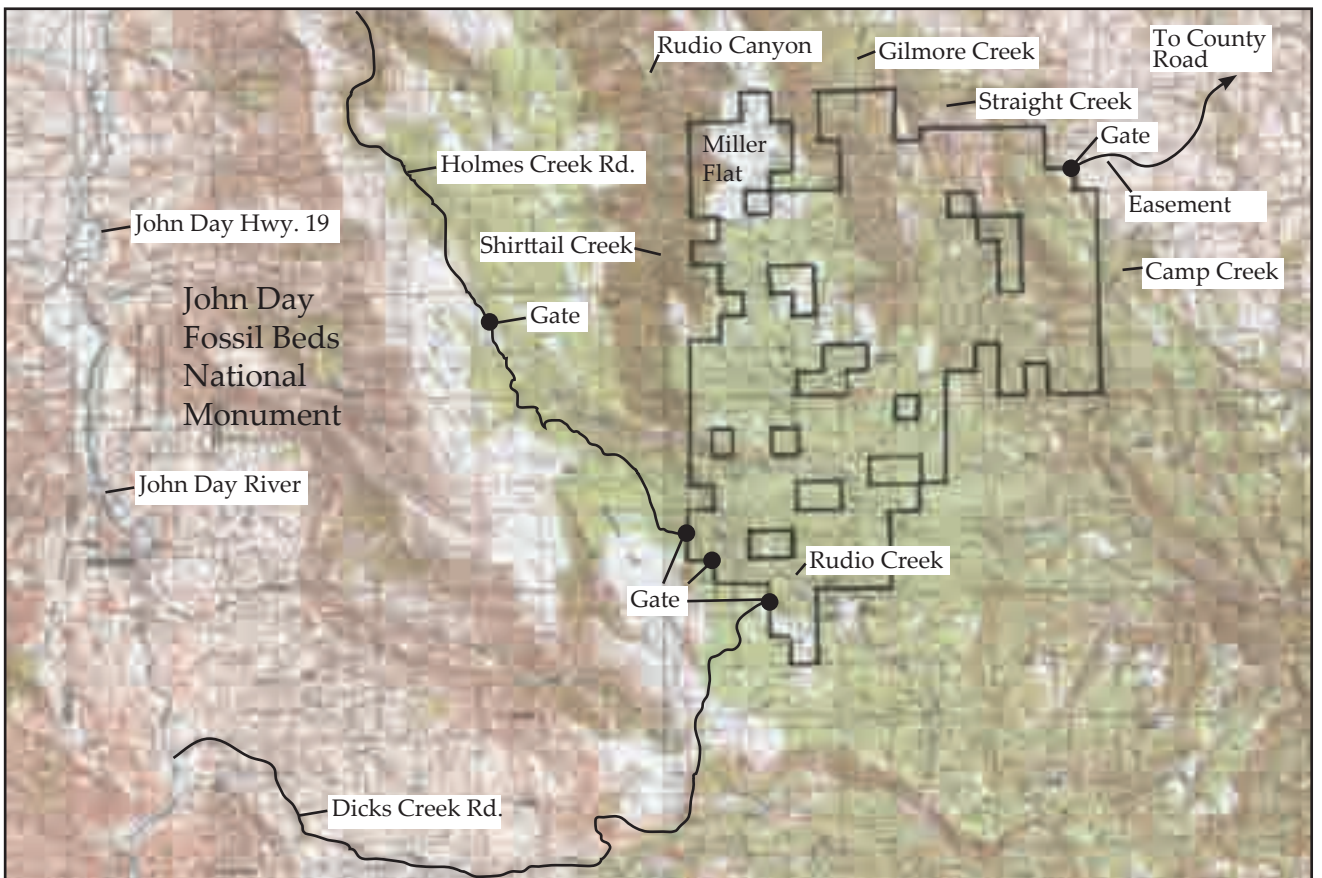 Rudio Canyon
Gilmore Creek
To County
Road
Straight Creek
Gate
Miller
Flat
Holmes Creek Rd.
Easement
John Day Hwy. 19
Shirttail Creek
Camp Creek
John Day
Fossil Beds
National
Monument
Gate
John Day River
Rudio Creek
Gate
Dicks Creek Rd.